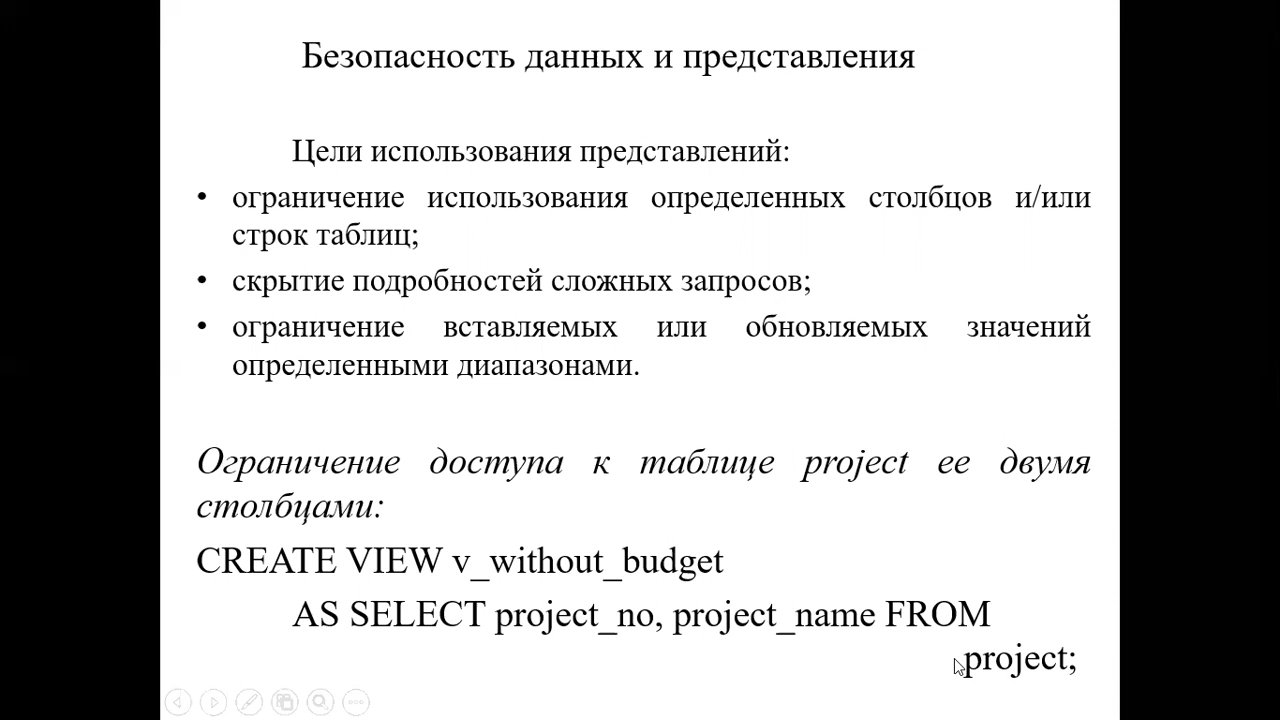 Безопасность данных и представления
Цели использования представлений:
• ограничение использования определенных столбцов и/или
строк таблиц;
• скрытие подробностей сложных запросов;
• ограничение вставляемых или обновляемых значений
определенными диапазонами.
Ограничение доступа к таблице project ее двумя
столбцами:
CREATE VIEW v_without_budget
AS SELECT project_no, project_name FROM
project;